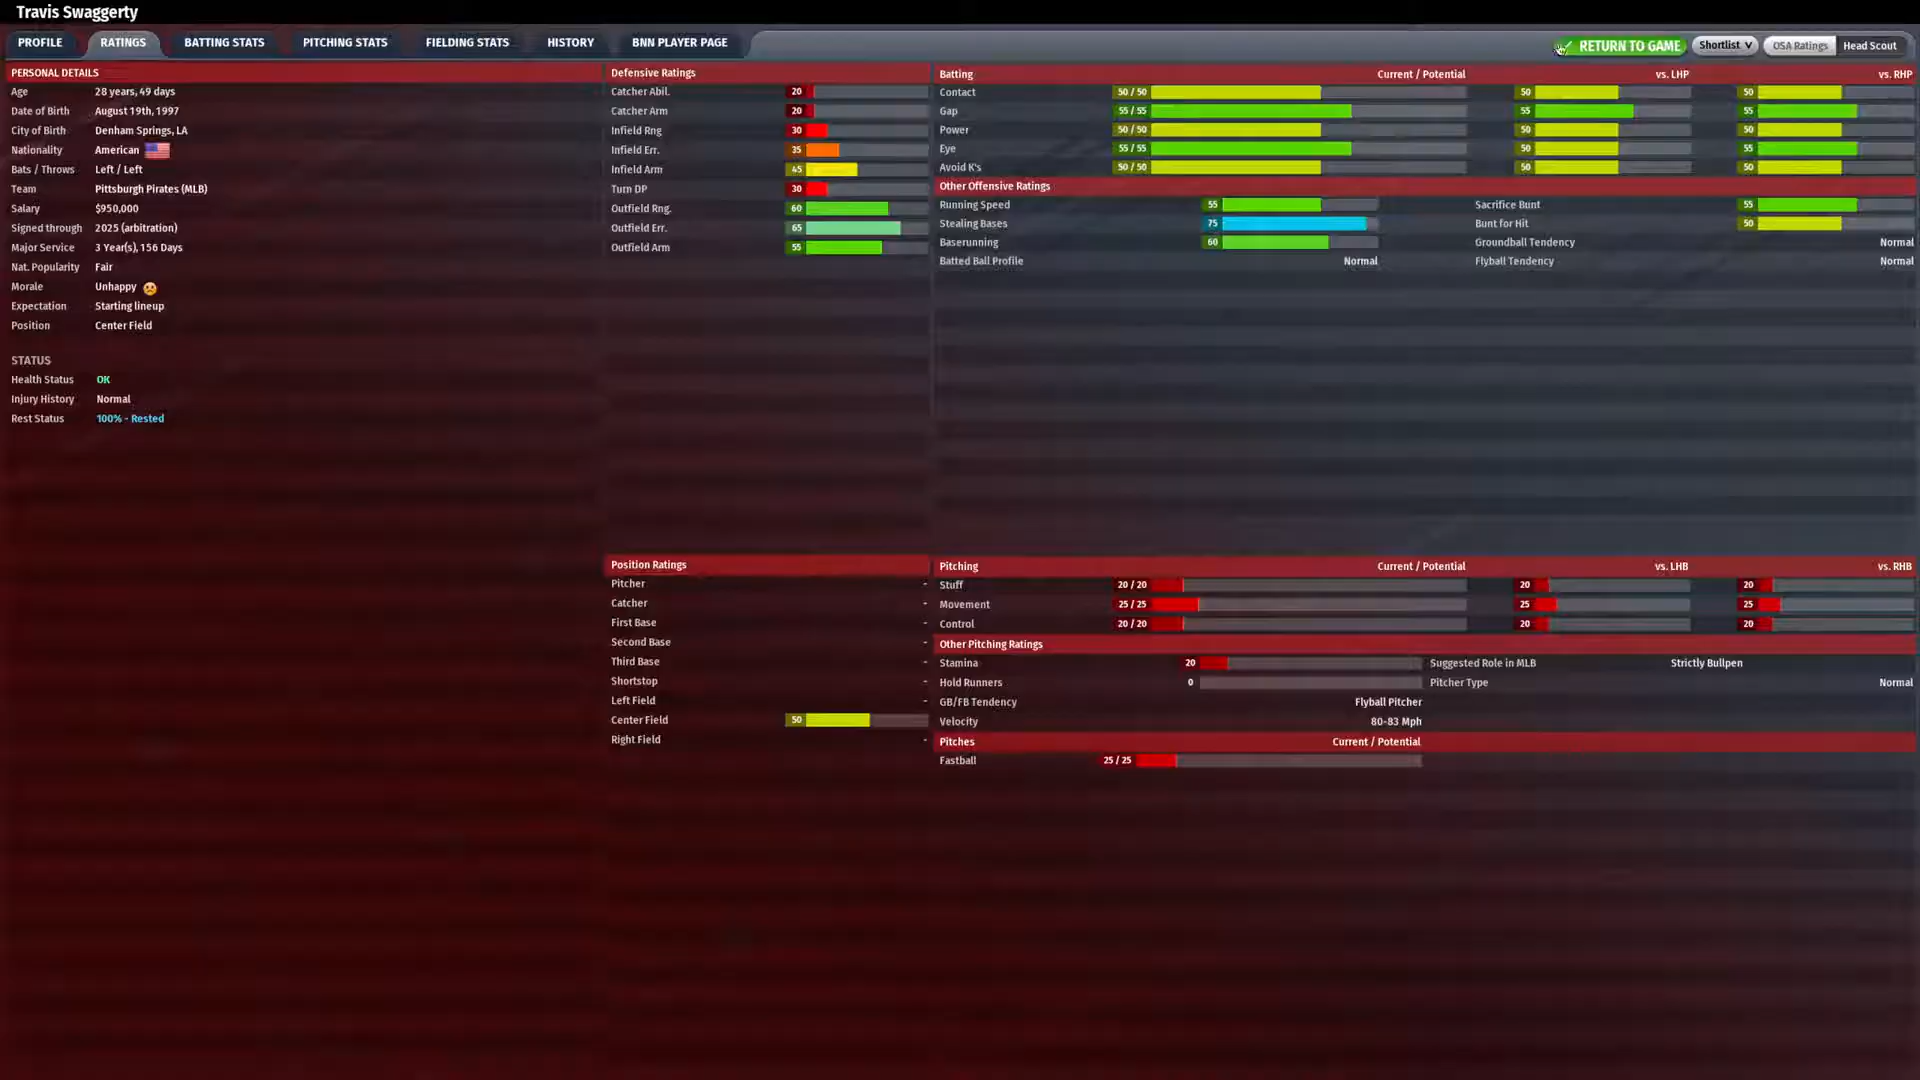 Travis Swaggerty
PROFILE RATINGS BATTING STATS PITCHING STATS FIELDING STATS HISTORY BNN PLAYER PAGE RETURN TO GAME Shortlist V OSA Ratings Head Scout
PERSONAL DETAILS
Age 28 years, 49 days
Date of Birth August 19th, 1997
City of Birth Denham Springs, LA
Nationality American
Bats / Throws Left / Left
Team Pittsburgh Pirates (MLB)
Salary $950,000
Signed through 2025 (arbitration)
Major Service 3 Year(s), 156 Days
Nat. Popularity Fair
Morale Unhappy
Expectation Starting lineup
Position Center Field
STATUS
Health Status OK
Injury History Normal
Rest Status 100% - Rested
Defensive Ratings
Catcher Abil. 20
Catcher Arm 20
Infield Rng 30
Infield Err. 35
Infield Arm 45
Turn DP 30
Outfield Rng. 60
Outfield Err. 65
Outfield Arm 55
Position Ratings
Pitcher -
Catcher -
First Base -
Second Base -
Third Base -
Shortstop -
Left Field -
Center Field 50
Right Field -
Batting Current / Potential vs. LHP vs. RHP
Contact 50 / 50 50 50
Gap 55 / 55 55 55
Power 50 / 50 50 50
Eye 55 / 55 50 55
Avoid K's 50 / 50 50 50
Other Offensive Ratings
Running Speed 55 Sacrifice Bunt 55
Stealing Bases 75 Bunt for Hit 50
Baserunning 60 Groundball Tendency Normal
Batted Ball Profile Normal Flyball Tendency Normal
Pitching Current / Potential vs. LHB vs. RHB
Stuff 20 / 20 20 20
Movement 25 / 25 25 25
Control 20 / 20 20 20
Other Pitching Ratings
Stamina 20 Suggested Role in MLB Strictly Bullpen
Hold Runners 0 Pitcher Type Normal
GB/FB Tendency Flyball Pitcher
Velocity 80-83 Mph
Pitches Current / Potential
Fastball 25 / 25